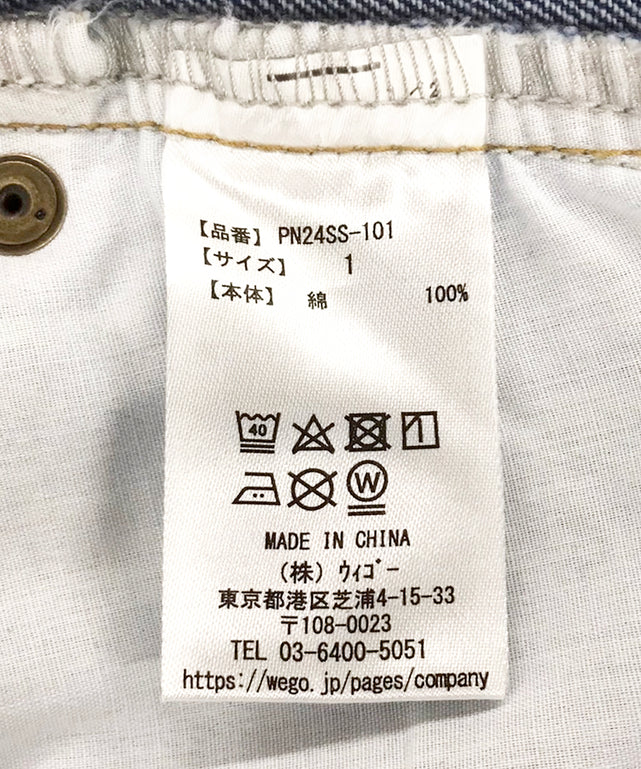 【品番】 PN24SS-101
【サイズ】 1
【本体】 綿 100%
40
W
MADE IN CHINA
(株) ウィゴー
東京都港区芝浦4-15-33
〒108-0023
TEL 03-6400-5051
https://wego.jp/pages/company